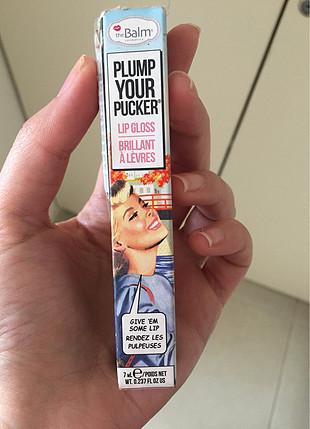 theBalm®
cosmetics
PLUMP
YOUR
PUCKER®
LIP GLOSS
BRILLANT
À LÈVRES
GIVE 'EM
SOME LIP
RENDEZ LES
PULPEUSES
7 mL ℮/POIDS NET
WT. 0.237 FL OZ US